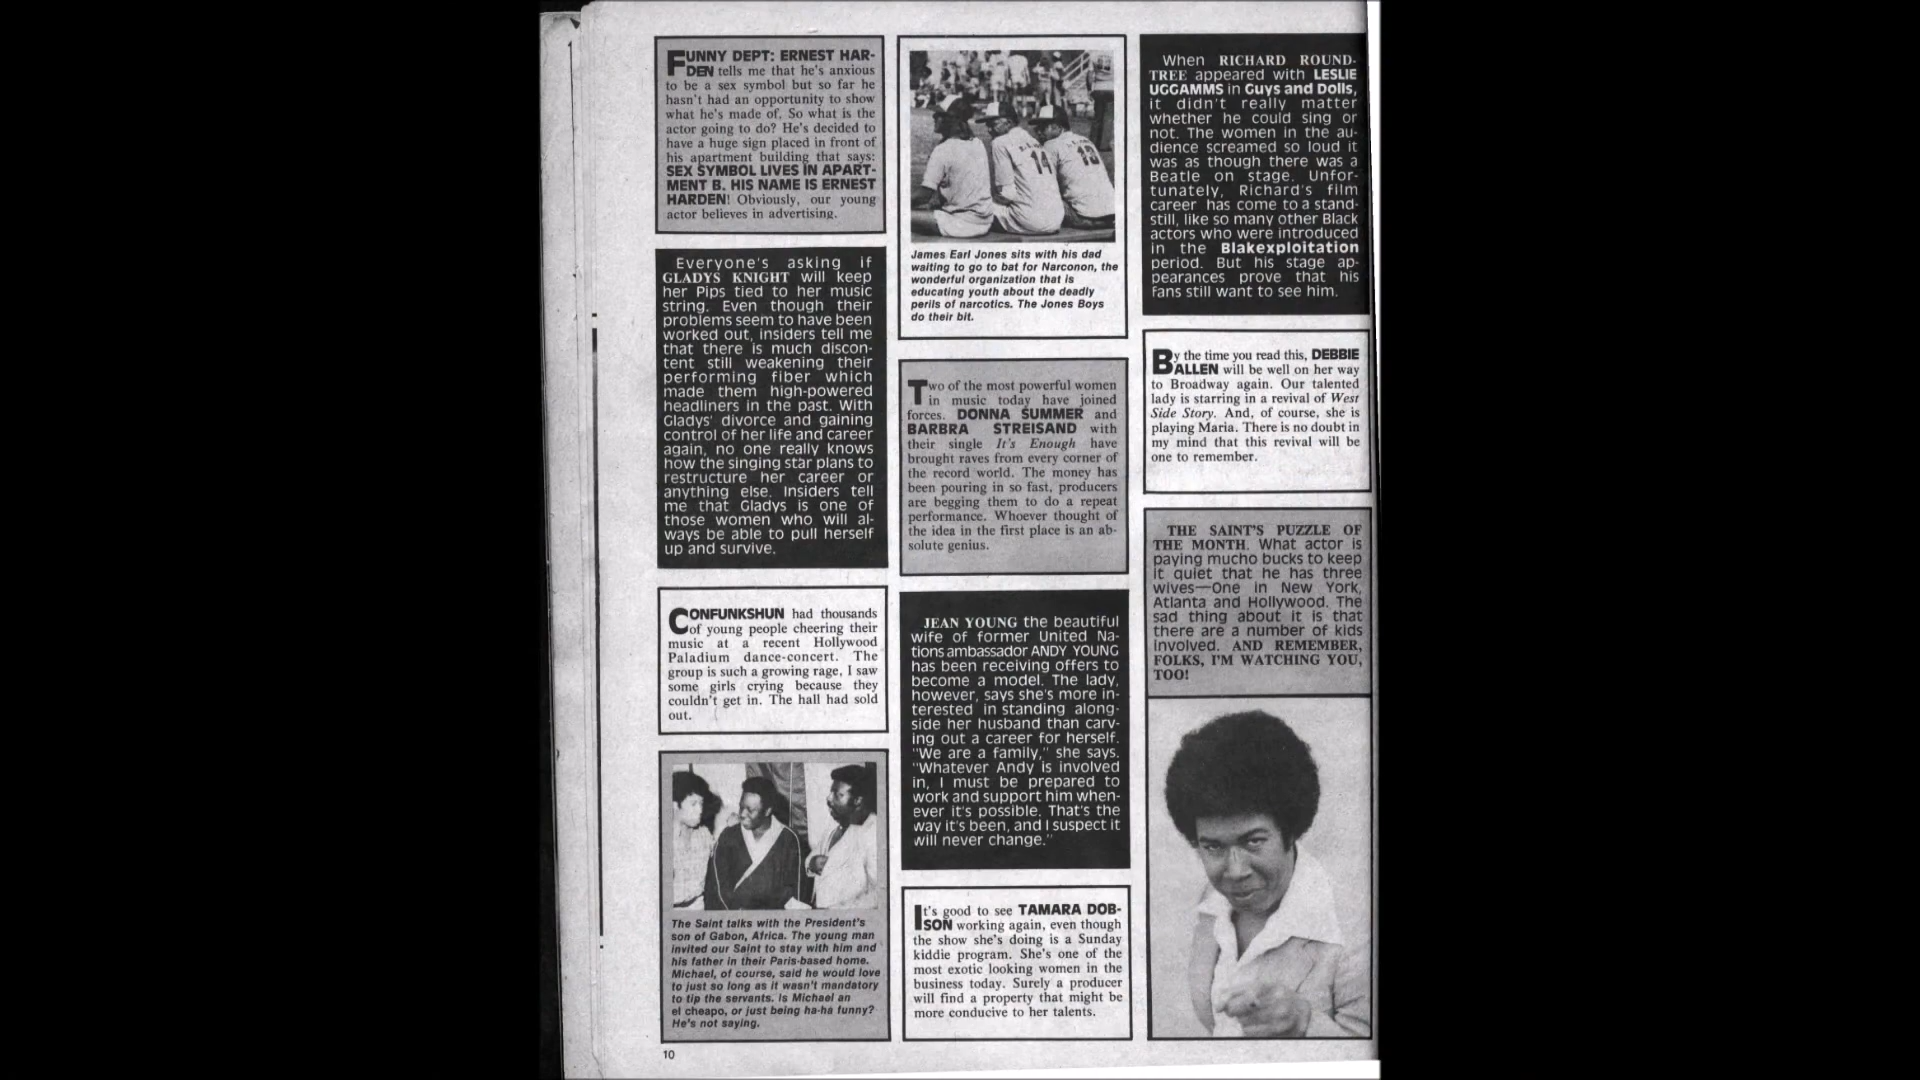 FUNNY DEPT: ERNEST HAR-
DEN tells me that he's anxious
to be a sex symbol but so far he
hasn't had an opportunity to show
what he's made of. So what is the
actor going to do? He's decided to
have a huge sign placed in front of
his apartment building that says:
SEX SYMBOL LIVES IN APART-
MENT B. HIS NAME IS ERNEST
HARDEN! Obviously, our young
actor believes in advertising.
Everyone's asking if
GLADYS KNIGHT will keep
her Pips tied to her music
string. Even though their
problems seem to have been
worked out, insiders tell me
that there is much discon-
tent still weakening their
performing fiber which
made them high-powered
headliners in the past. With
Gladys' divorce and gaining
control of her life and career
again, no one really knows
how the singing star plans to
restructure her career or
anything else. Insiders tell
me that Gladys is one of
those women who will al-
ways be able to pull herself
up and survive.
CONFUNKSHUN had thousands
of young people cheering their
music at a recent Hollywood
Paladium dance-concert. The
group is such a growing rage, I saw
some girls crying because they
couldn't get in. The hall had sold
out.
The Saint talks with the President's
son of Gabon, Africa. The young man
invited our Saint to stay with him and
his father in their Paris-based home.
Michael, of course, said he would love
to just so long as it wasn't mandatory
to tip the servants. Is Michael an
el cheapo, or just being ha-ha funny?
He's not saying.
10
14
13
James Earl Jones sits with his dad
waiting to go to bat for Narconon, the
wonderful organization that is
educating youth about the deadly
perils of narcotics. The Jones Boys
do their bit.
Two of the most powerful women
in music today have joined
forces. DONNA SUMMER and
BARBRA STREISAND with
their single It's Enough have
brought raves from every corner of
the record world. The money has
been pouring in so fast, producers
are begging them to do a repeat
performance. Whoever thought of
the idea in the first place is an ab-
solute genius.
JEAN YOUNG the beautiful
wife of former United Na-
tions ambassador ANDY YOUNG
has been receiving offers to
become a model. The lady,
however, says she's more in-
terested in standing along-
side her husband than carv-
ing out a career for herself.
"We are a family," she says.
"Whatever Andy is involved
in, I must be prepared to
work and support him when-
ever it's possible. That's the
way it's been, and I suspect it
will never change."
It's good to see TAMARA DOB-
SON working again, even though
the show she's doing is a Sunday
kiddie program. She's one of the
most exotic looking women in the
business today. Surely a producer
will find a property that might be
more conducive to her talents.
When RICHARD ROUND-
TREE appeared with LESLIE
UGGAMMS in Guys and Dolls,
it didn't really matter
whether he could sing or
not. The women in the au-
dience screamed so loud it
was as though there was a
Beatle on stage. Unfor-
tunately, Richard's film
career has come to a stand-
still, like so many other Black
actors who were introduced
in the Blakexploitation
period. But his stage ap-
pearances prove that his
fans still want to see him.
By the time you read this, DEBBIE
ALLEN will be well on her way
to Broadway again. Our talented
lady is starring in a revival of West
Side Story. And, of course, she is
playing Maria. There is no doubt in
my mind that this revival will be
one to remember.
THE SAINT'S PUZZLE OF
THE MONTH. What actor is
paying mucho bucks to keep
it quiet that he has three
wives—One in New York,
Atlanta and Hollywood. The
sad thing about it is that
there are a number of kids
involved. AND REMEMBER,
FOLKS, I'M WATCHING YOU,
TOO!